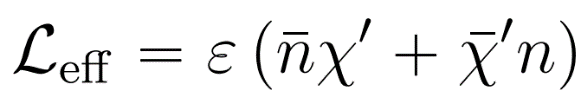 𝓛_eff = ε (n̄χ′ + χ̄′n)